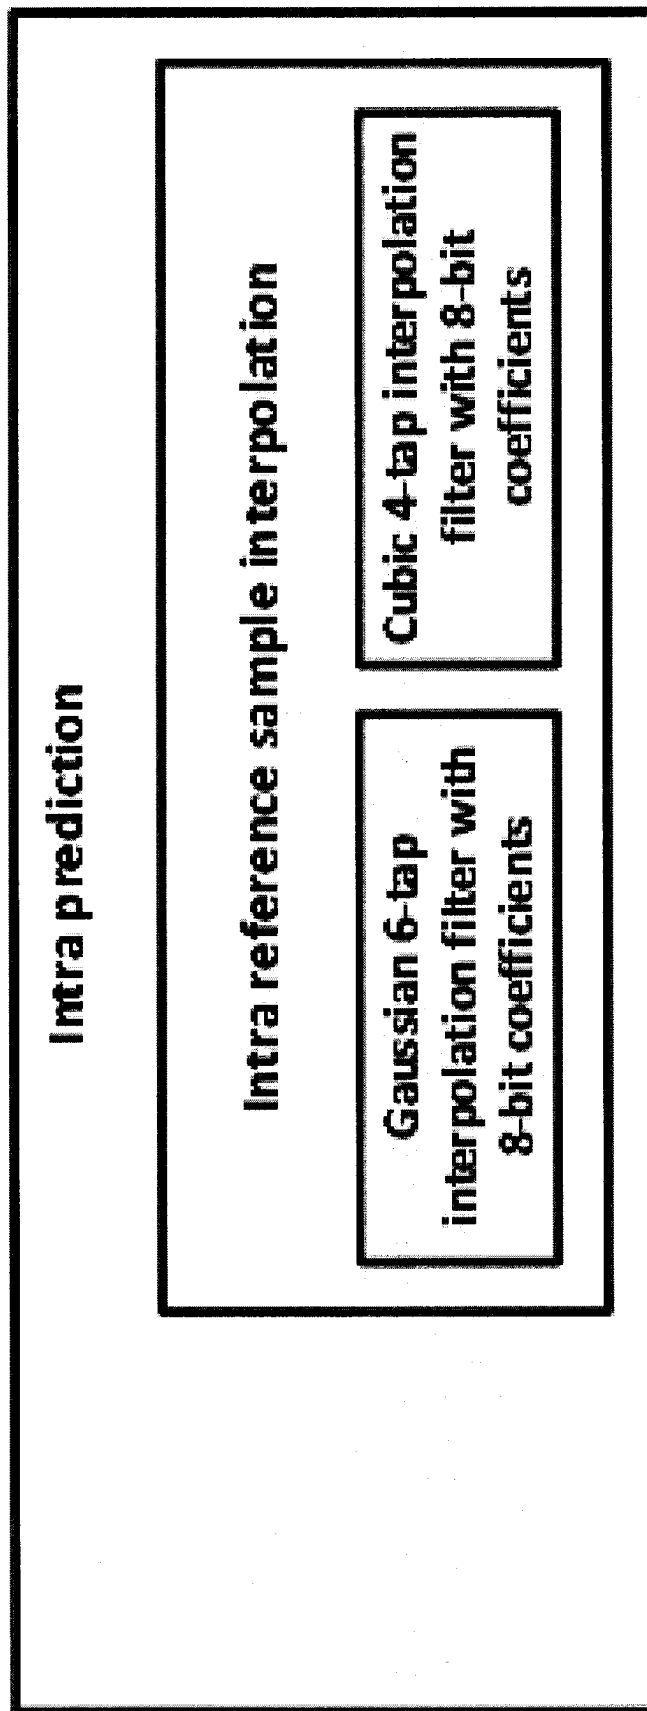 Intra prediction
Intra reference sample interpolation
Gaussian 6-tap
interpolation filter with
8-bit coefficients
Cubic 4-tap interpolation
filter with 8-bit
coefficients